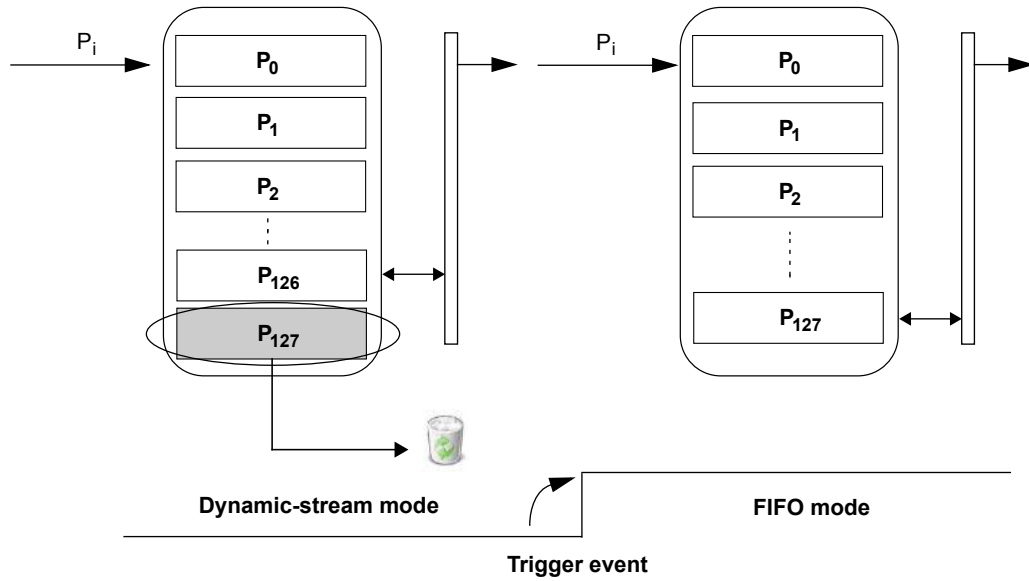 Pi
P0
P1
P2
P126
P127
Pi
P0
P1
P2
P127
Dynamic-stream mode
FIFO mode
Trigger event